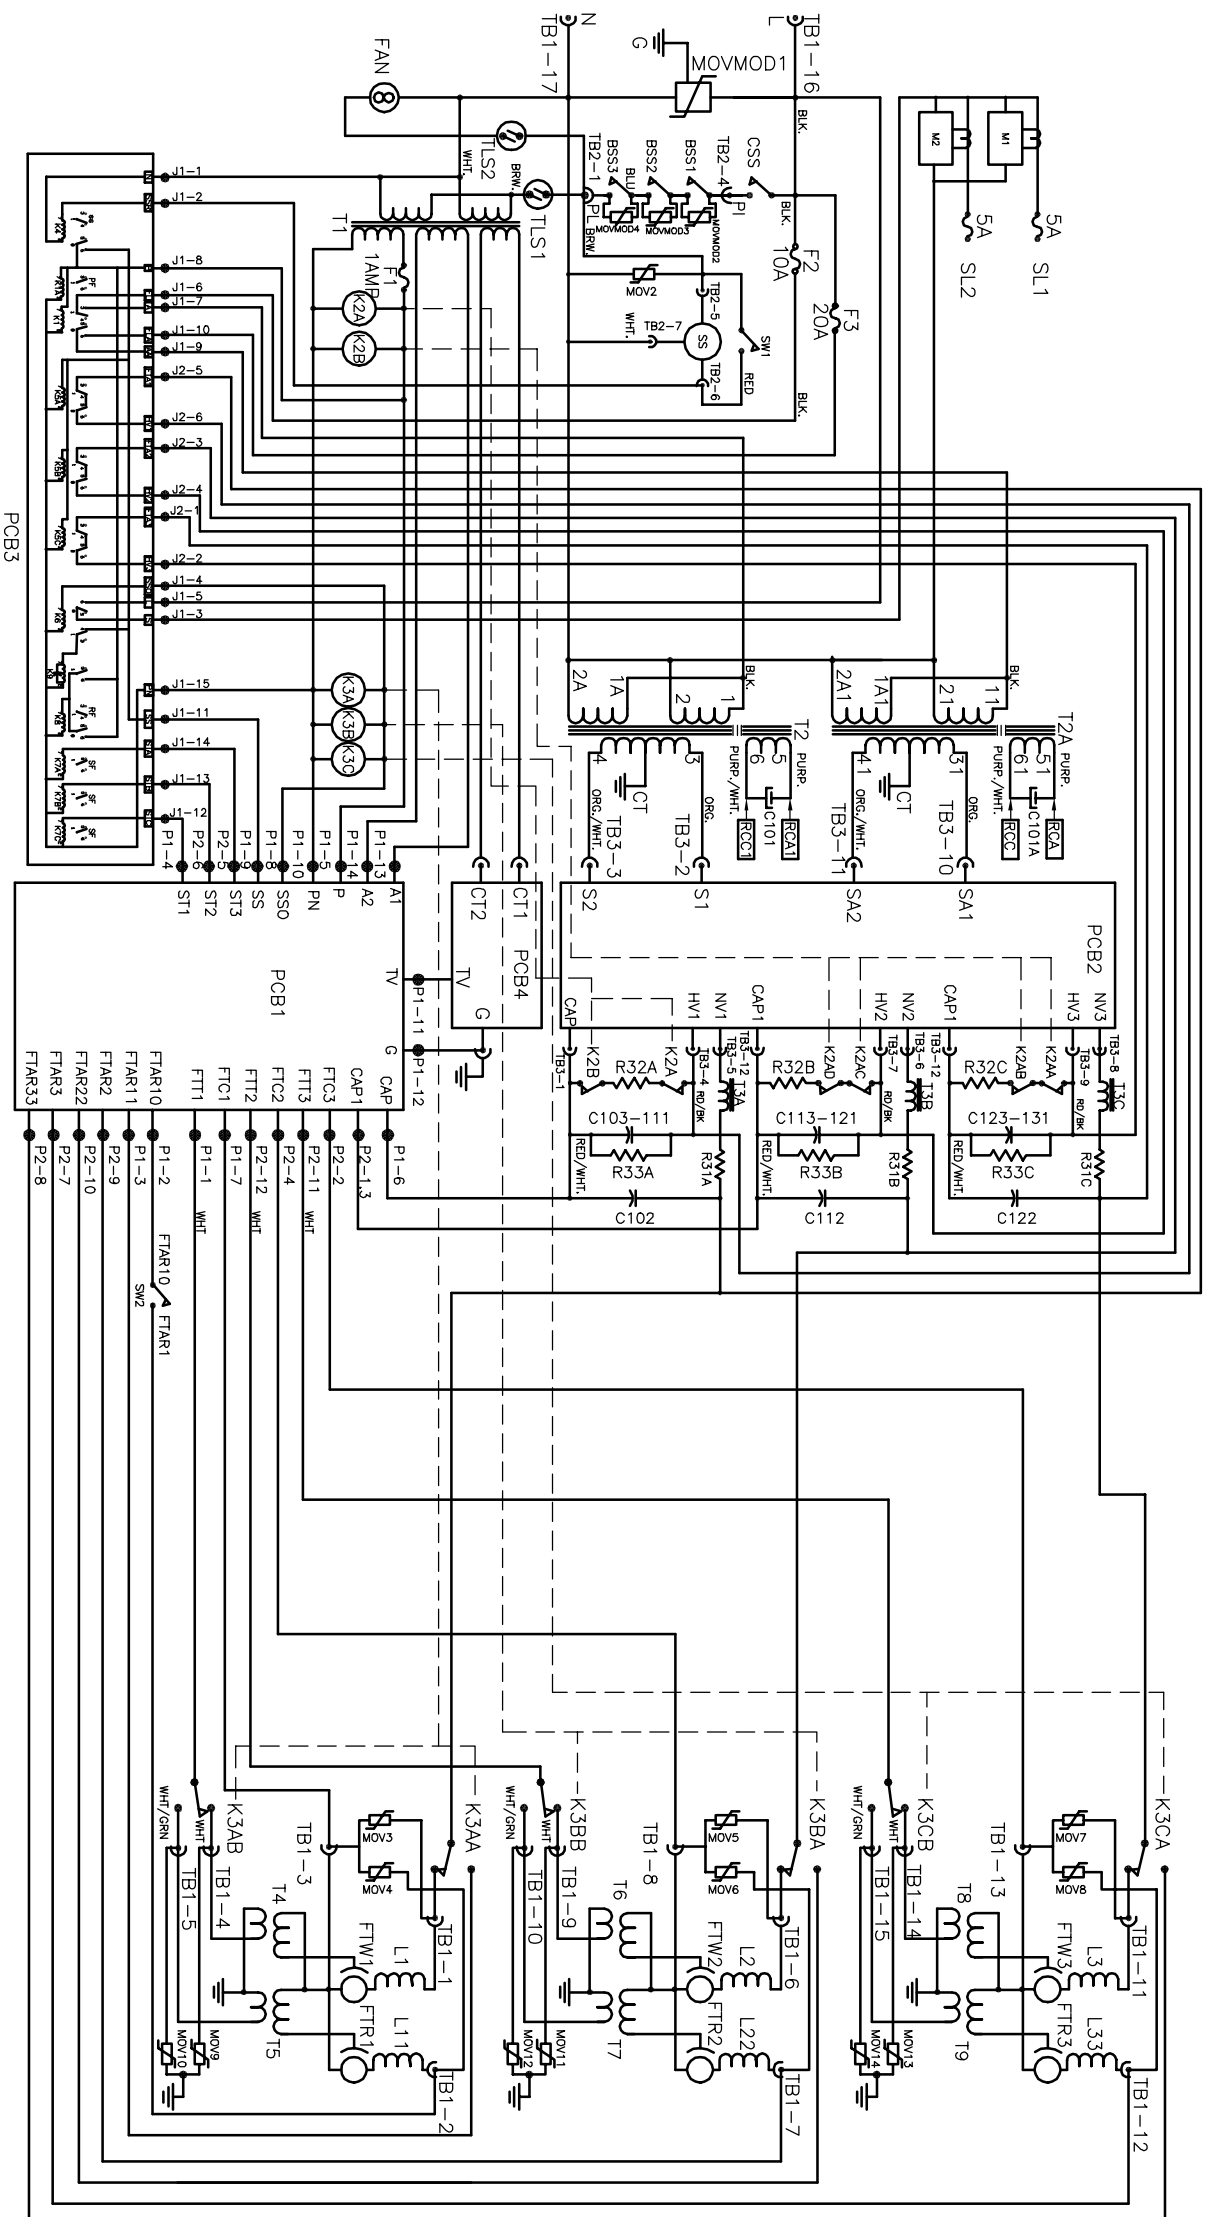 TB1-17
N
TB1-16
L
G
MOVMOD1
FAN
BLK.
M2
M1
5A
SL2
5A
SL1
TLS2
WHT.
BRW.
TB2-1
BSS3
BLU
BSS2
BSS1
TB2-4
CSS
PL
PI
BLK.
MOVMOD4
MOVMOD3
MOVMOD2
TLS1
BRW.
T1
F1
1AMP
F2
10A
F3
20A
MOV2
TB2-5
TB2-7
WHT.
SS
TB2-6
SW1
RED
BLK.
K2A
K2B
J1-1
J1-2
J1-8
J1-6
J1-7
J1-10
J1-9
J2-5
J2-6
J2-3
J2-4
J2-1
J2-2
J1-4
J1-5
J1-3
J1-15
J1-11
J1-14
J1-13
J1-12
PCB3
PF
RF
SF
SF
SF
K1
K5A
K5B
K5C
K6
K7A
K7B
K7C
K3A
K3B
K3C
2A
1A
2
1
BLK.
T2
4
3
6
5
PURP./WHT.
PURP.
CT
ORG./WHT.
ORG.
C101
RCC1
RCA1
TB3-3
TB3-2
2A1
1A1
21
11
BLK.
T2A
41
31
61
51
PURP./WHT.
PURP.
CT
ORG./WHT.
ORG.
C101A
RCC
RCA
TB3-11
TB3-10
P1-4
P2-6
P2-5
P1-9
P1-8
P1-10
P1-5
P1-14
P1-13
ST1
ST2
ST3
SS
SSO
PN
P
A2
A1
PCB1
TV
P1-11
G
P1-12
CT2
CT1
PCB4
TV
G
S2
S1
SA2
SA1
PCB2
CAP
HV1
NV1
CAP1
HV2
NV2
CAP1
HV3
NV3
TB3-1
K2B
R32A
K2A
TB3-4
TB3-5
T3A
RD/BK
C103-111
R33A
R31A
RED/WHT.
C102
TB3-12
R32B
K2AD
K2AC
TB3-7
TB3-6
T3B
RD/BK
C113-121
R33B
R31B
RED/WHT.
C112
TB3-12
R32C
K2AB
K2AA
TB3-9
TB3-8
T3C
RD/BK
C123-131
R33C
R31C
RED/WHT.
C122
FTAR33
FTAR3
FTAR22
FTAR2
FTAR11
FTAR10
FTT1
FTC1
FTT2
FTC2
FTT3
FTC3
CAP1
CAP
P2-8
P2-7
P2-10
P2-9
P1-3
P1-2
P1-1
P1-7
P2-12
P2-4
P2-11
P2-2
P2-1,3
P1-6
WHT
WHT
WHT
FTAR10
SW2
FTAR1
K3AB
K3AA
WHT/GRN
WHT
TB1-5
TB1-4
TB1-3
MOV3
MOV4
TB1-1
T4
T5
FTW1
L1
FTR1
L11
TB1-2
MOV10
MOV9
K3BB
K3BA
WHT/GRN
WHT
TB1-10
TB1-9
TB1-8
MOV5
MOV6
TB1-6
T6
T7
FTW2
L2
FTR2
L22
TB1-7
MOV12
MOV11
K3CB
K3CA
WHT/GRN
WHT
TB1-15
TB1-14
TB1-13
MOV7
MOV8
TB1-11
T8
T9
FTW3
L3
FTR3
L33
TB1-12
MOV14
MOV13